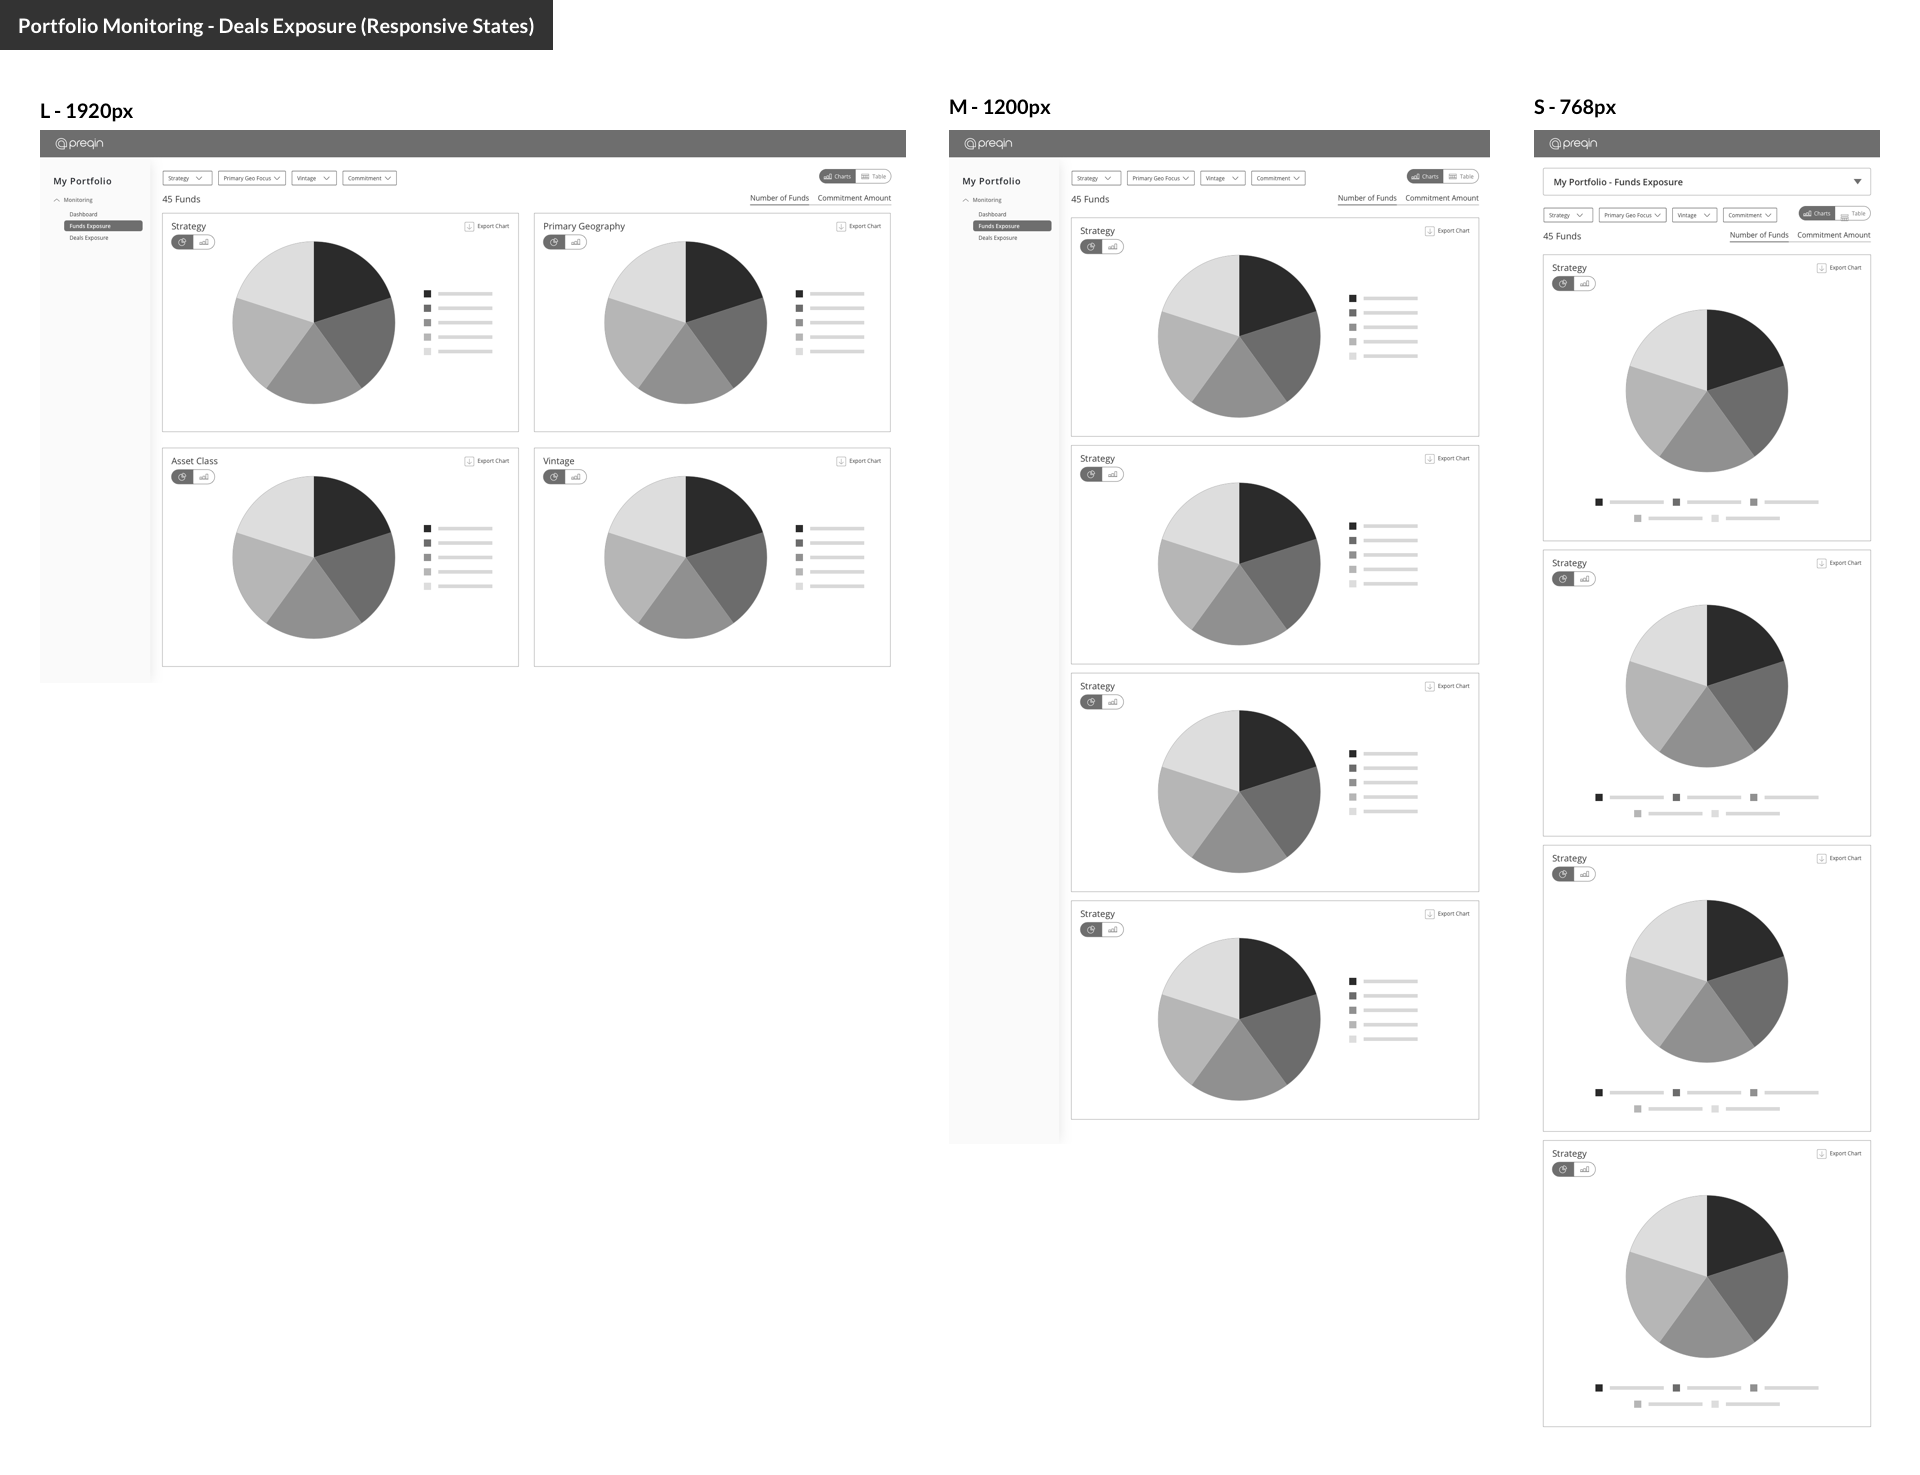 Portfolio Monitoring - Deals Exposure (Responsive States)
L - 1920px
preqin
My Portfolio
Monitoring
Dashboard
Funds Exposure
Deals Exposure
Strategy
Primary Geo Focus
Vintage
Commitment
Charts
Table
45 Funds
Number of Funds
Commitment Amount
Strategy
Export Chart
Primary Geography
Export Chart
Asset Class
Export Chart
Vintage
Export Chart
M - 1200px
preqin
My Portfolio
Monitoring
Dashboard
Funds Exposure
Deals Exposure
Strategy
Primary Geo Focus
Vintage
Commitment
Charts
Table
45 Funds
Number of Funds
Commitment Amount
Strategy
Export Chart
Strategy
Export Chart
Strategy
Export Chart
Strategy
Export Chart
S - 768px
preqin
My Portfolio - Funds Exposure
Strategy
Primary Geo Focus
Vintage
Commitment
Charts
Table
45 Funds
Number of Funds
Commitment Amount
Strategy
Export Chart
Strategy
Export Chart
Strategy
Export Chart
Strategy
Export Chart